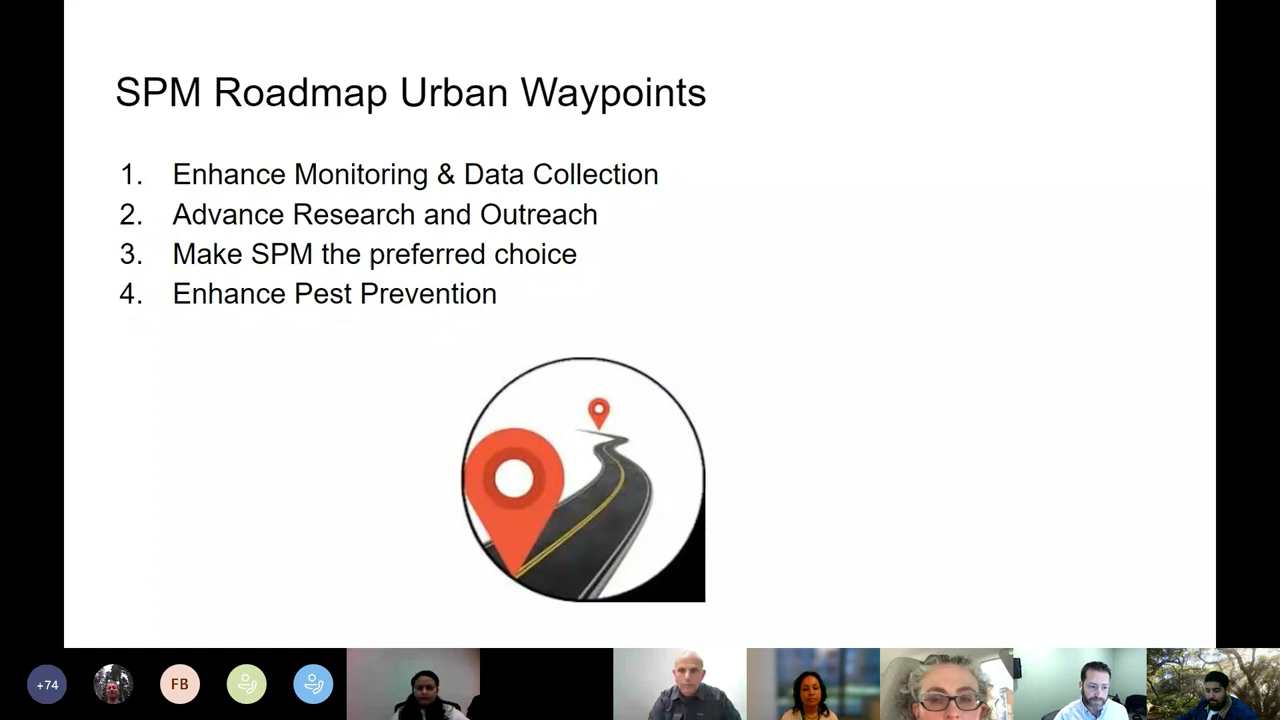 SPM Roadmap Urban Waypoints
1. Enhance Monitoring & Data Collection
2. Advance Research and Outreach
3. Make SPM the preferred choice
4. Enhance Pest Prevention
+74
FB